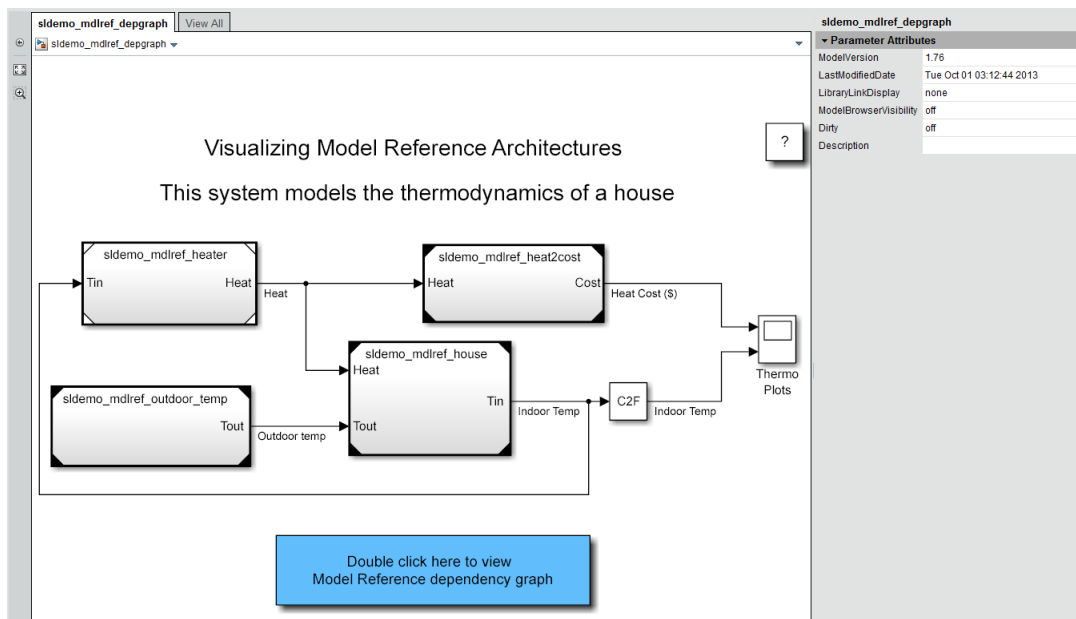 sldemo_mdlref_depgraph
View All
sldemo_mdlref_depgraph
Visualizing Model Reference Architectures
?
This system models the thermodynamics of a house
sldemo_mdlref_heater
Tin
Heat
Heat
sldemo_mdlref_heat2cost
Heat
Cost
Heat Cost ($)
sldemo_mdlref_house
Heat
Tout
Tin
Indoor Temp
sldemo_mdlref_outdoor_temp
Tout
Outdoor temp
C2F
Indoor Temp
Thermo
Plots
Double click here to view
Model Reference dependency graph
sldemo_mdlref_depgraph
Parameter Attributes
ModelVersion 1.76
LastModifiedDate Tue Oct 01 03:12:44 2013
LibraryLinkDisplay none
ModelBrowserVisibility off
Dirty off
Description